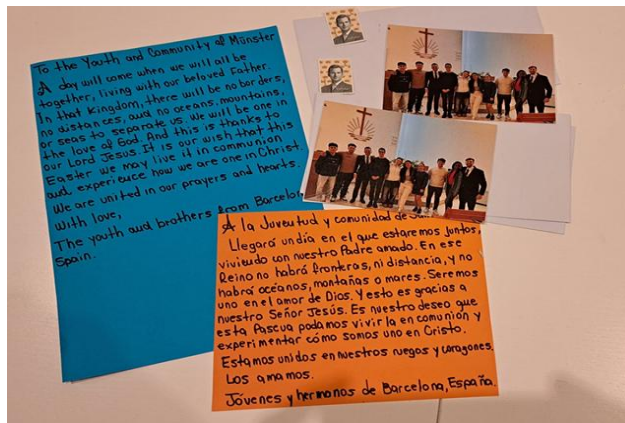 To the Youth and Community of Münster
A day will come when we will all be
together, living with our beloved Father.
In that Kingdom, there will be no borders,
no distances, and no oceans, mountains,
or seas to separate us. We will be one in
the love of God. And this is thanks to
our Lord Jesus. It is our wish that this
Easter we may live it in communion
and experience how we are one in Christ.
We are united in our prayers and hearts.
With love,
The youth and brothers from Barcelon
Spain.
A la Juventud y comunidad de
Llegará un día en el que estaremos juntos,
viviendo con nuestro Padre amado. En ese
Reino no habrá fronteras, ni distancia, y no
habrá océanos, montañas o mares. Seremos
uno en el amor de Dios. Y esto es gracias a
nuestro Señor Jesús. Es nuestro deseo que
esta Pascua podamos vivirla en comunión y
experimentar cómo somos uno en Cristo.
Estamos unidos en nuestros ruegos y corazones.
Los amamos.
Jóvenes y hermanos de Barcelona, España.